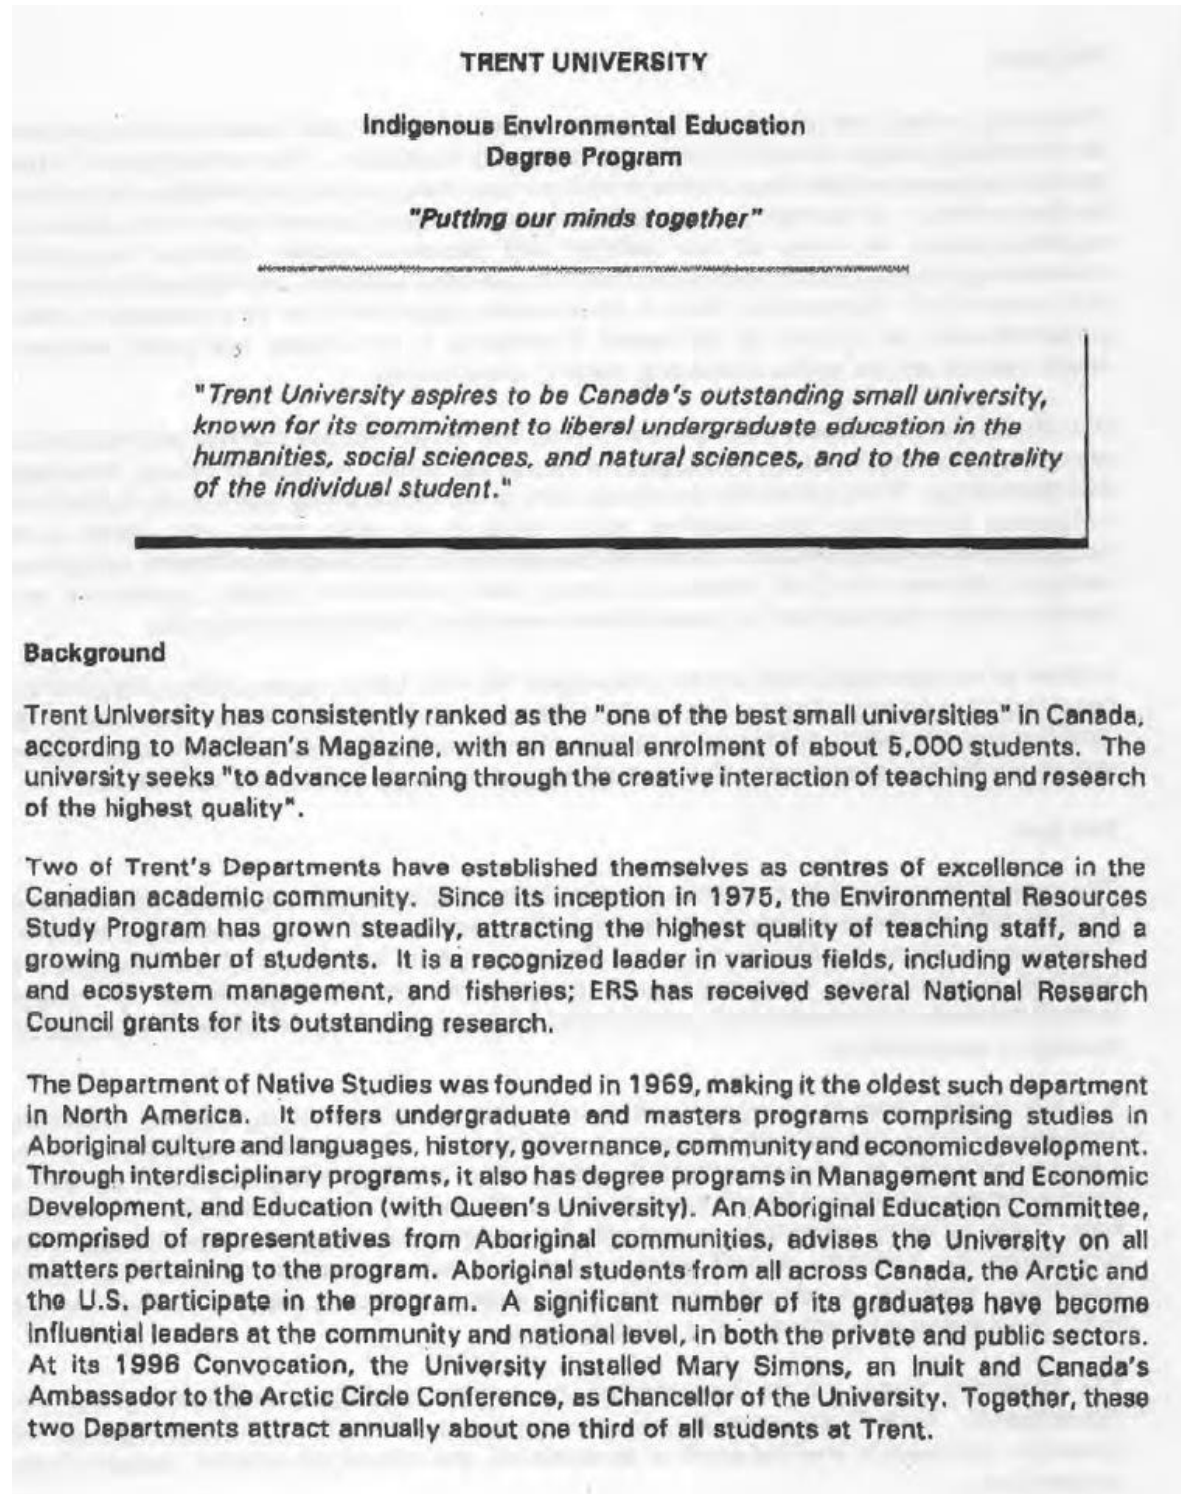 TRENT UNIVERSITY
Indigenous Environmental Education
Degree Program
"Putting our minds together"
"Trent University aspires to be Canada's outstanding small university,
known for its commitment to liberal undergraduate education in the
humanities, social sciences, and natural sciences, and to the centrality
of the individual student."
Background
Trent University has consistently ranked as the "one of the best small universities" in Canada,
according to Maclean's Magazine, with an annual enrolment of about 5,000 students. The
university seeks "to advance learning through the creative interaction of teaching and research
of the highest quality".
Two of Trent's Departments have established themselves as centres of excellence in the
Canadian academic community. Since its inception in 1975, the Environmental Resources
Study Program has grown steadily, attracting the highest quality of teaching staff, and a
growing number of students. It is a recognized leader in various fields, including watershed
and ecosystem management, and fisheries; ERS has received several National Research
Council grants for its outstanding research.
The Department of Native Studies was founded in 1969, making it the oldest such department
in North America. It offers undergraduate and masters programs comprising studies in
Aboriginal culture and languages, history, governance, community and economic development.
Through interdisciplinary programs, it also has degree programs in Management and Economic
Development, and Education (with Queen's University). An Aboriginal Education Committee,
comprised of representatives from Aboriginal communities, advises the University on all
matters pertaining to the program. Aboriginal students from all across Canada, the Arctic and
the U.S. participate in the program. A significant number of its graduates have become
influential leaders at the community and national level, in both the private and public sectors.
At its 1996 Convocation, the University installed Mary Simons, an Inuit and Canada's
Ambassador to the Arctic Circle Conference, as Chancellor of the University. Together, these
two Departments attract annually about one third of all students at Trent.